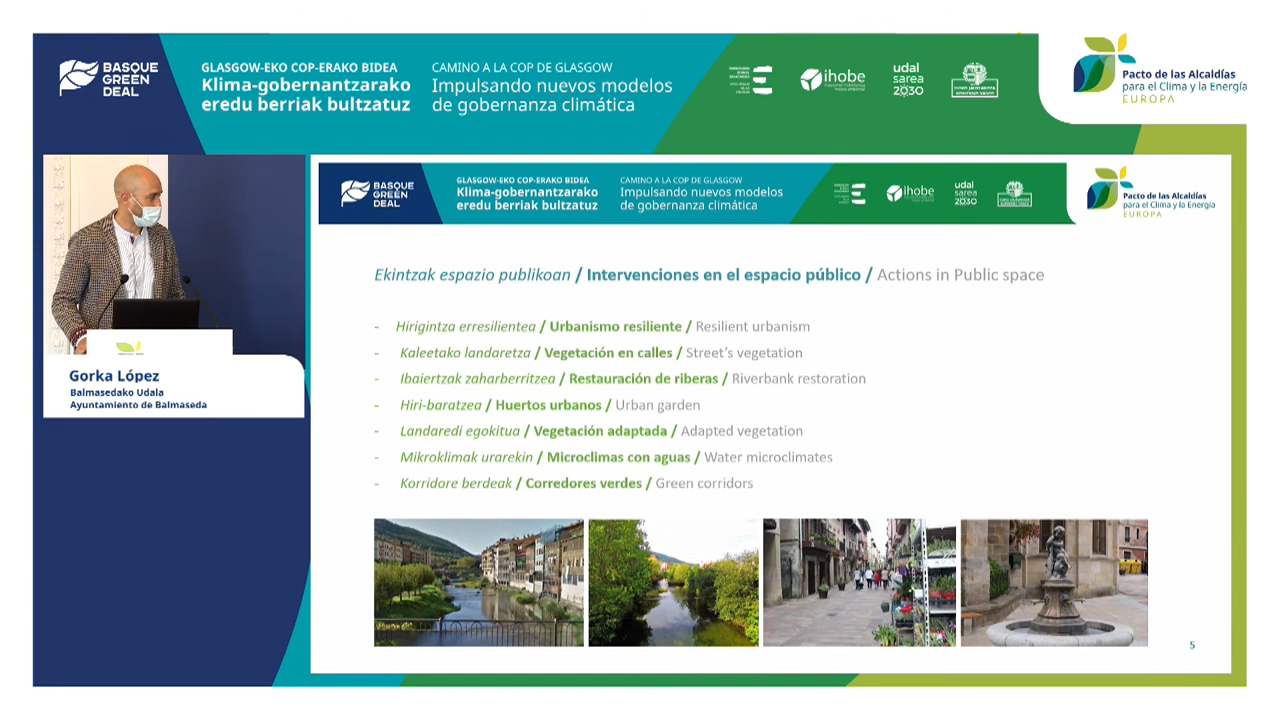 BASQUE
GREEN
DEAL
GLASGOW-EKO COP-ERAKO BIDEA
Klima-gobernantzarako
eredu berriak bultzatuz
CAMINO A LA COP DE GLASGOW
Impulsando nuevos modelos
de gobernanza climática
ihobe
udal
sarea
2030
Pacto de las Alcaldías
para el Clima y la Energía
EUROPA
BASQUE
GREEN
DEAL
GLASGOW-EKO COP-ERAKO BIDEA
Klima-gobernantzarako
eredu berriak bultzatuz
CAMINO A LA COP DE GLASGOW
Impulsando nuevos modelos
de gobernanza climática
ihobe
udal
sarea
2030
Pacto de las Alcaldías
para el Clima y la Energía
EUROPA
Gorka López
Balmasedako Udala
Ayuntamiento de Balmaseda
Ekintzak espazio publikoan / Intervenciones en el espacio público / Actions in Public space
- Hirigintza erresilientea / Urbanismo resiliente / Resilient urbanism
- Kaleetako landaretza / Vegetación en calles / Street's vegetation
- Ibaiertzak zaharberritzea / Restauración de riberas / Riverbank restoration
- Hiri-baratzea / Huertos urbanos / Urban garden
- Landaredi egokitua / Vegetación adaptada / Adapted vegetation
- Mikroklimak urarekin / Microclimas con aguas / Water microclimates
- Korridore berdeak / Corredores verdes / Green corridors
5